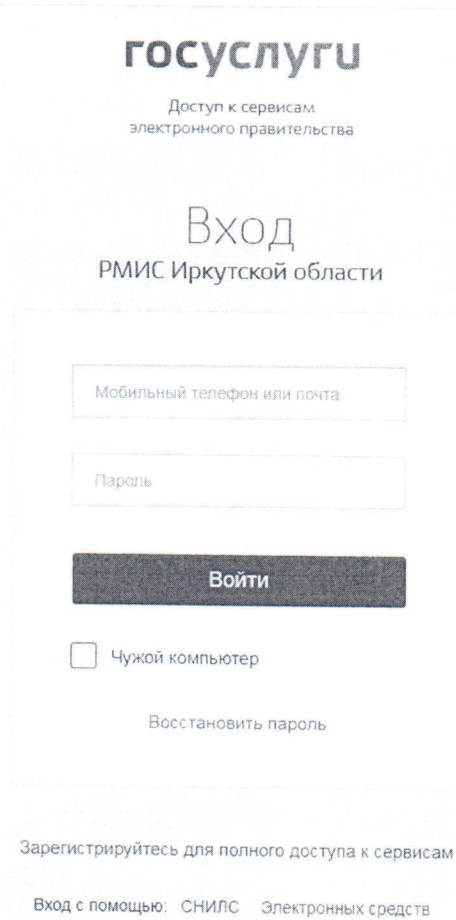 госуслуги
Доступ к сервисам
электронного правительства
Вход
РМИС Иркутской области
Мобильный телефон или почта
Пароль
Войти
Чужой компьютер
Восстановить пароль
Зарегистрируйтесь для полного доступа к сервисам
Вход с помощью: СНИЛС Электронных средств